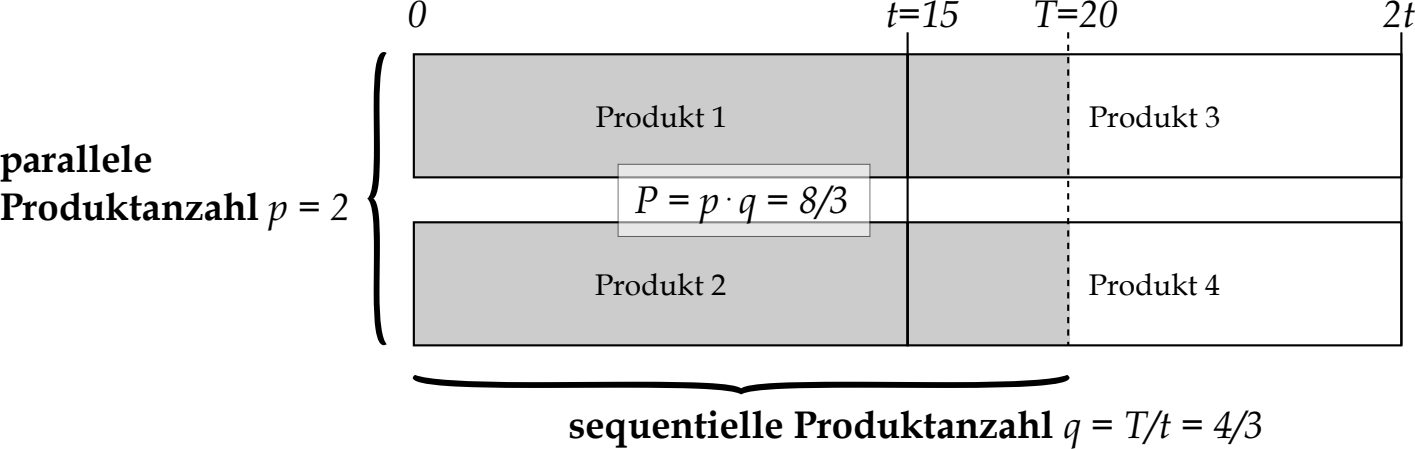 0 t=15 T=20 2t
Produkt 1 Produkt 3
parallele
Produktanzahl p = 2
P = p · q = 8/3
Produkt 2 Produkt 4
sequentielle Produktanzahl q = T/t = 4/3